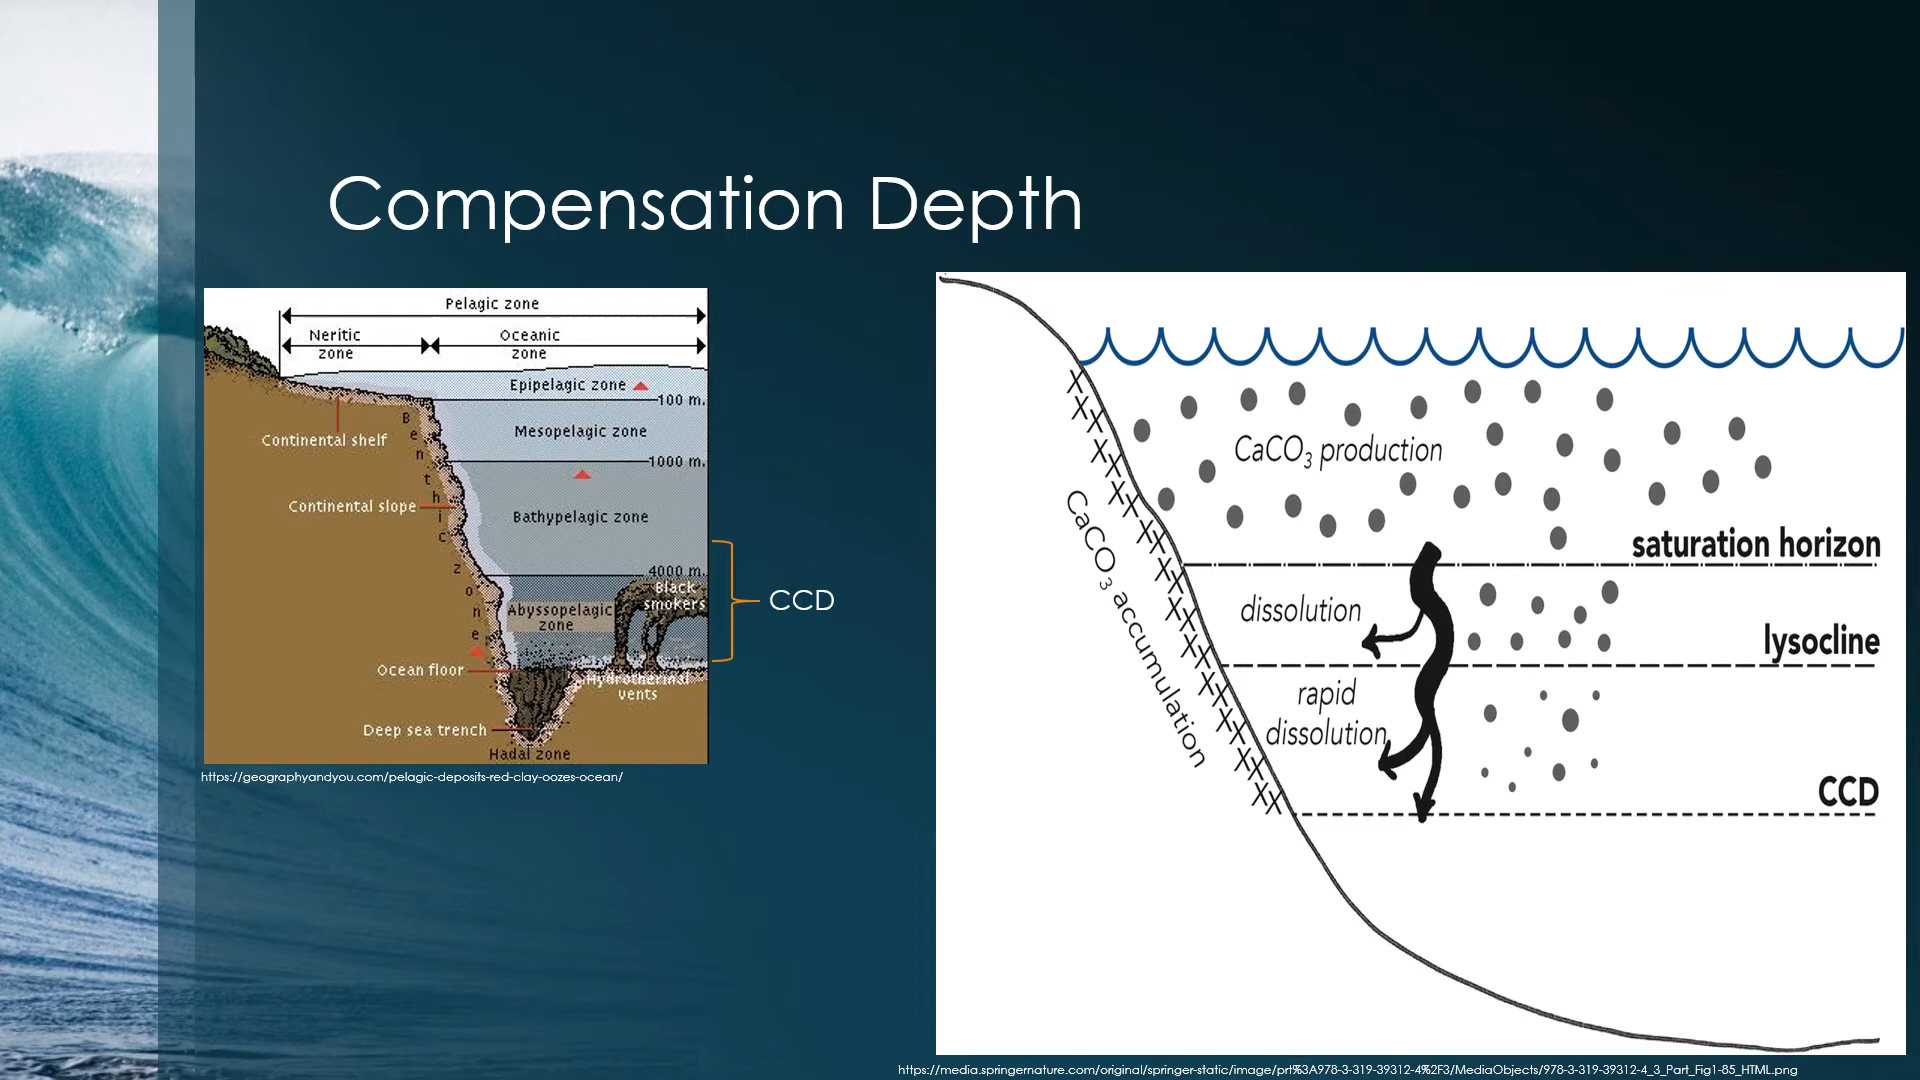 Compensation Depth
Pelagic zone
Neritic zone
Oceanic zone
Epipelagic zone
100 m.
Mesopelagic zone
1000 m.
Bathypelagic zone
4000 m.
Black smokers
Abyssopelagic zone
Continental shelf
Continental slope
Benthic zone
Ocean floor
Hydrothermal vents
Deep sea trench
Hadal zone
CCD
https://geographyandyou.com/pelagic-deposits-red-clay-oozes-ocean/
CaCO₃ production
saturation horizon
dissolution
lysocline
rapid
dissolution
CCD
CaCO₃ accumulation
https://media.springernature.com/original/springer-static/image/prt%3A978-3-319-39312-4%2F3/MediaObjects/978-3-319-39312-4_3_Part_Fig1-85_HTML.png